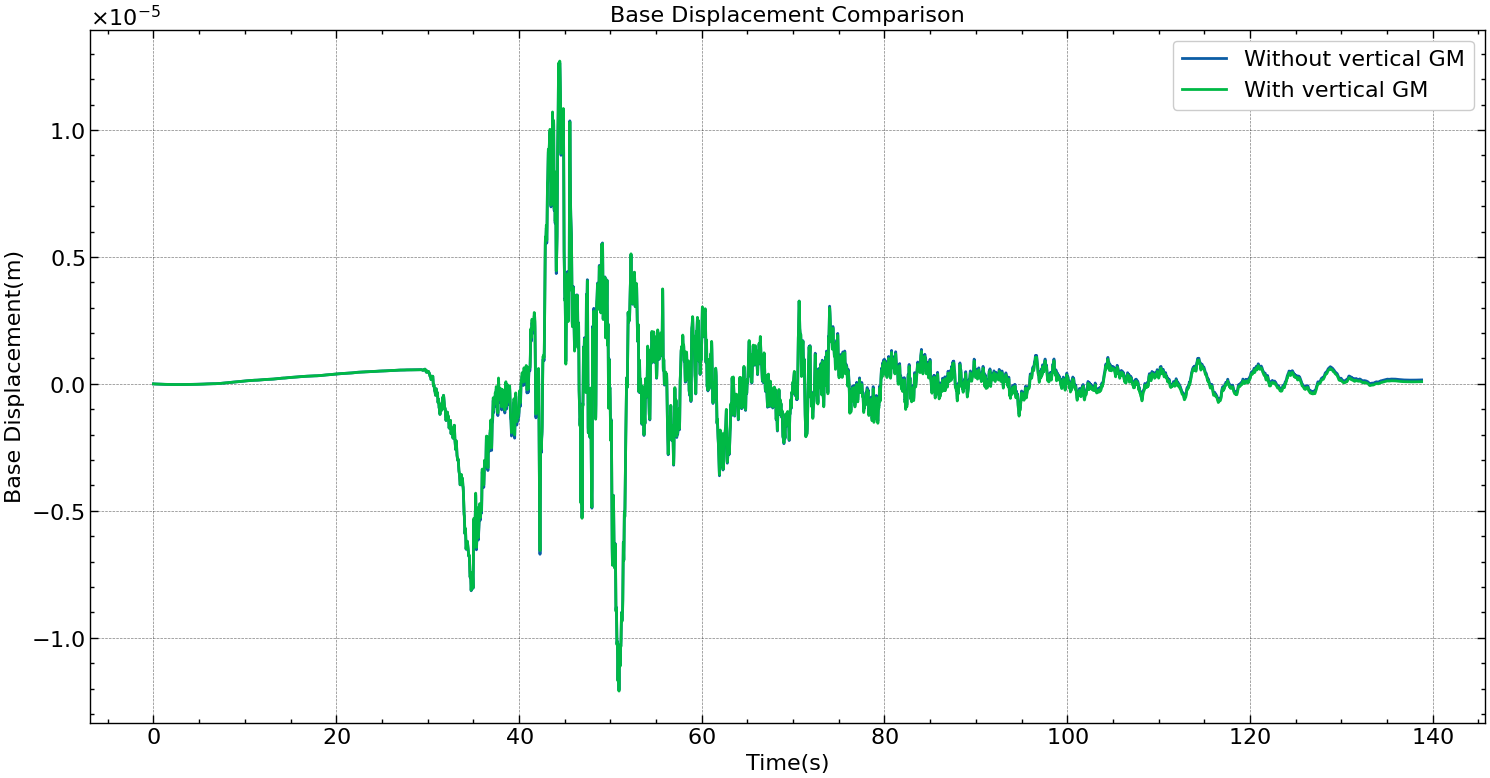 Base Displacement Comparison
×10⁻⁵
Without vertical GM
With vertical GM
1.0
0.5
0.0
−0.5
−1.0
Base Displacement(m)
0 20 40 60 80 100 120 140
Time(s)